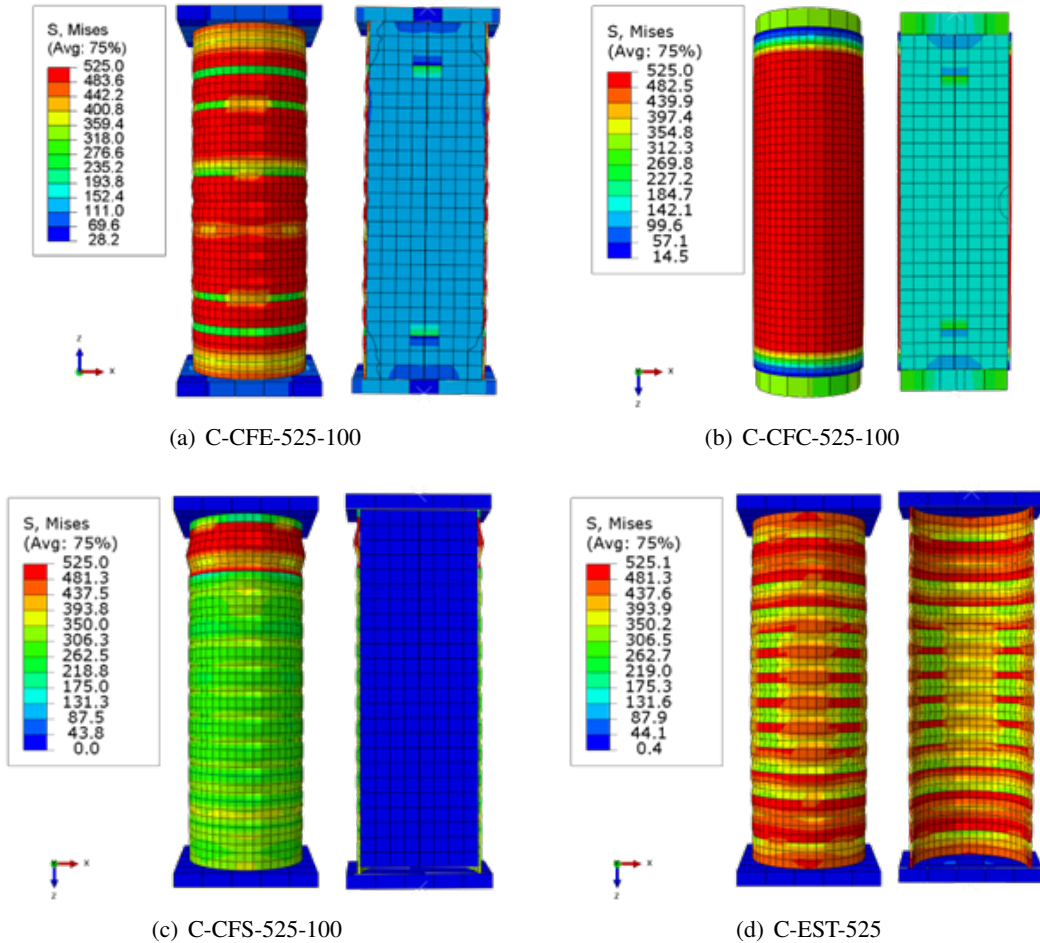 S, Mises
(Avg: 75%)
525.0
483.6
442.2
400.8
359.4
318.0
276.6
235.2
193.8
152.4
111.0
69.6
28.2
z
x
(a) C-CFE-525-100
S, Mises
(Avg: 75%)
525.0
482.5
439.9
397.4
354.8
312.3
269.8
227.2
184.7
142.1
99.6
57.1
14.5
x
z
(b) C-CFC-525-100
S, Mises
(Avg: 75%)
525.0
481.3
437.5
393.8
350.0
306.3
262.5
218.8
175.0
131.3
87.5
43.8
0.0
x
z
(c) C-CFS-525-100
S, Mises
(Avg: 75%)
525.1
481.3
437.6
393.9
350.2
306.5
262.7
219.0
175.3
131.6
87.9
44.1
0.4
x
z
(d) C-EST-525